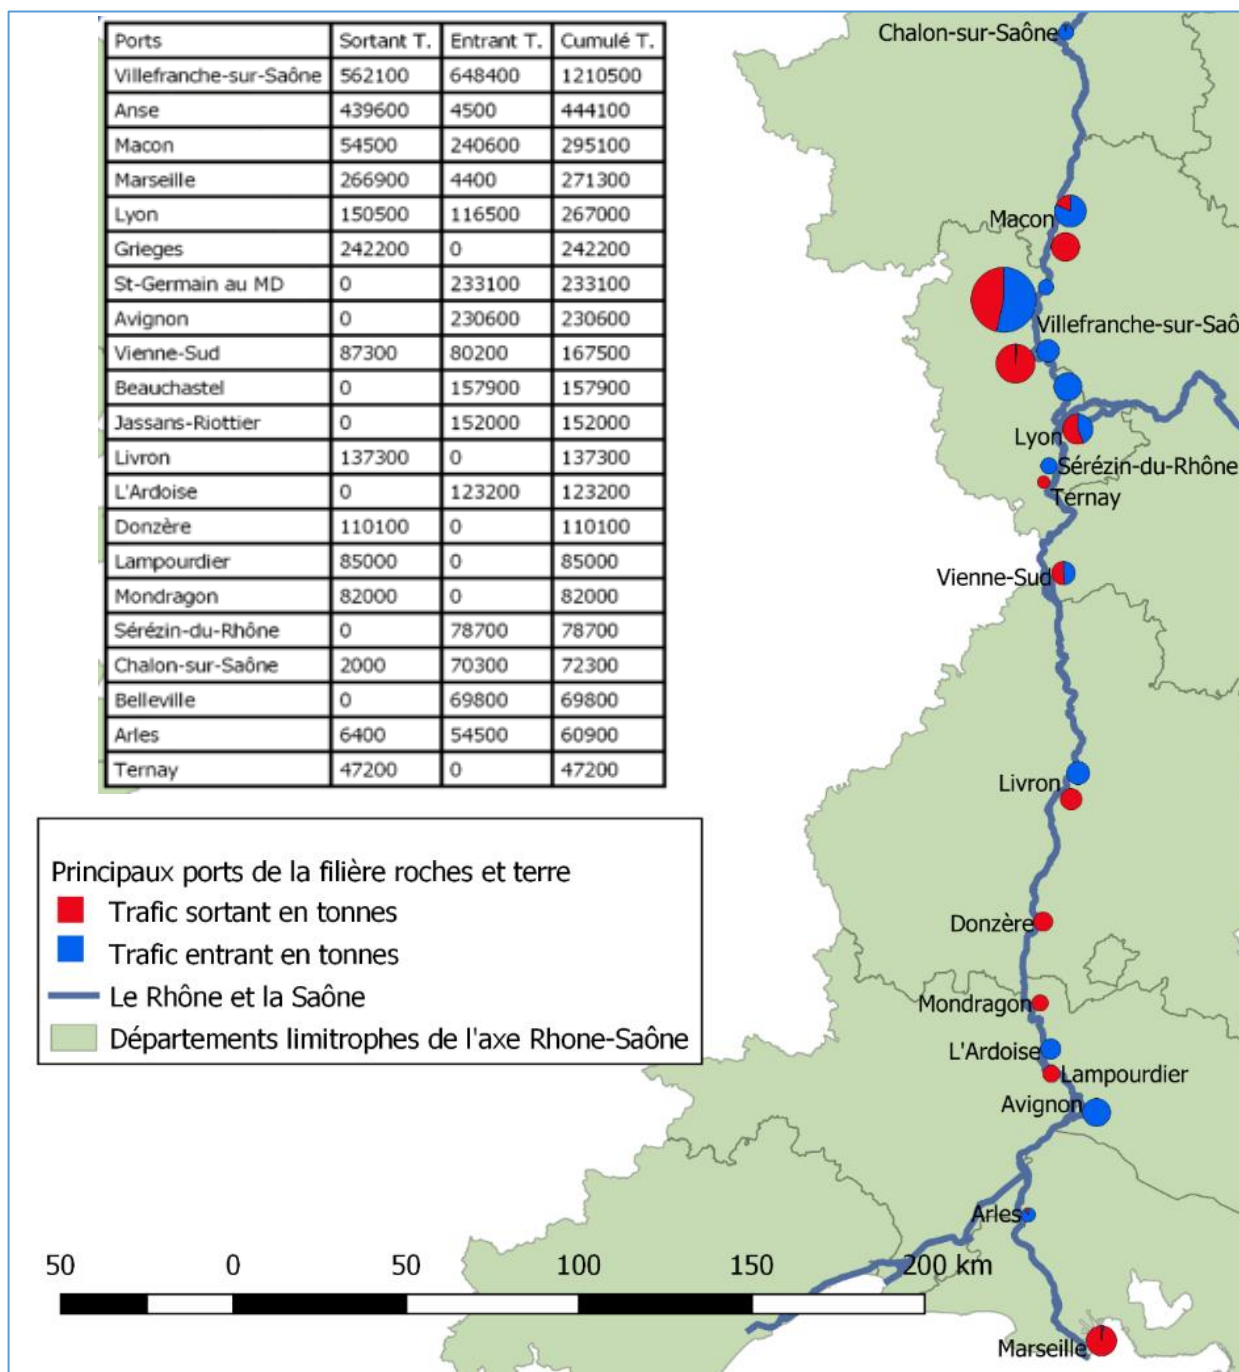 Ports Sortant T. Entrant T. Cumulé T.
Villefranche-sur-Saône 562100 648400 1210500
Anse 439600 4500 444100
Macon 54500 240600 295100
Marseille 266900 4400 271300
Lyon 150500 116500 267000
Grieges 242200 0 242200
St-Germain au MD 0 233100 233100
Avignon 0 230600 230600
Vienne-Sud 87300 80200 167500
Beauchastel 0 157900 157900
Jassans-Riottier 0 152000 152000
Livron 137300 0 137300
L'Ardoise 0 123200 123200
Donzère 110100 0 110100
Lampourdier 85000 0 85000
Mondragon 82000 0 82000
Sérézin-du-Rhône 0 78700 78700
Chalon-sur-Saône 2000 70300 72300
Belleville 0 69800 69800
Arles 6400 54500 60900
Ternay 47200 0 47200
Principaux ports de la filière roches et terre
Trafic sortant en tonnes
Trafic entrant en tonnes
Le Rhône et la Saône
Départements limitrophes de l'axe Rhone-Saône
Chalon-sur-Saône
Macon
Villefranche-sur-Saô
Lyon
Sérézin-du-Rhône
Ternay
Vienne-Sud
Livron
Donzère
Mondragon
L'Ardoise
Lampourdier
Avignon
Arles
50 0 50 100 150 200 km
Marseille